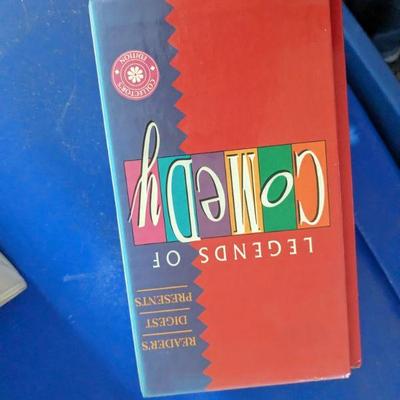 READER'S
DIGEST
PRESENTS
LEGENDS OF
COMEDY
COLLECTOR'S
EDITION